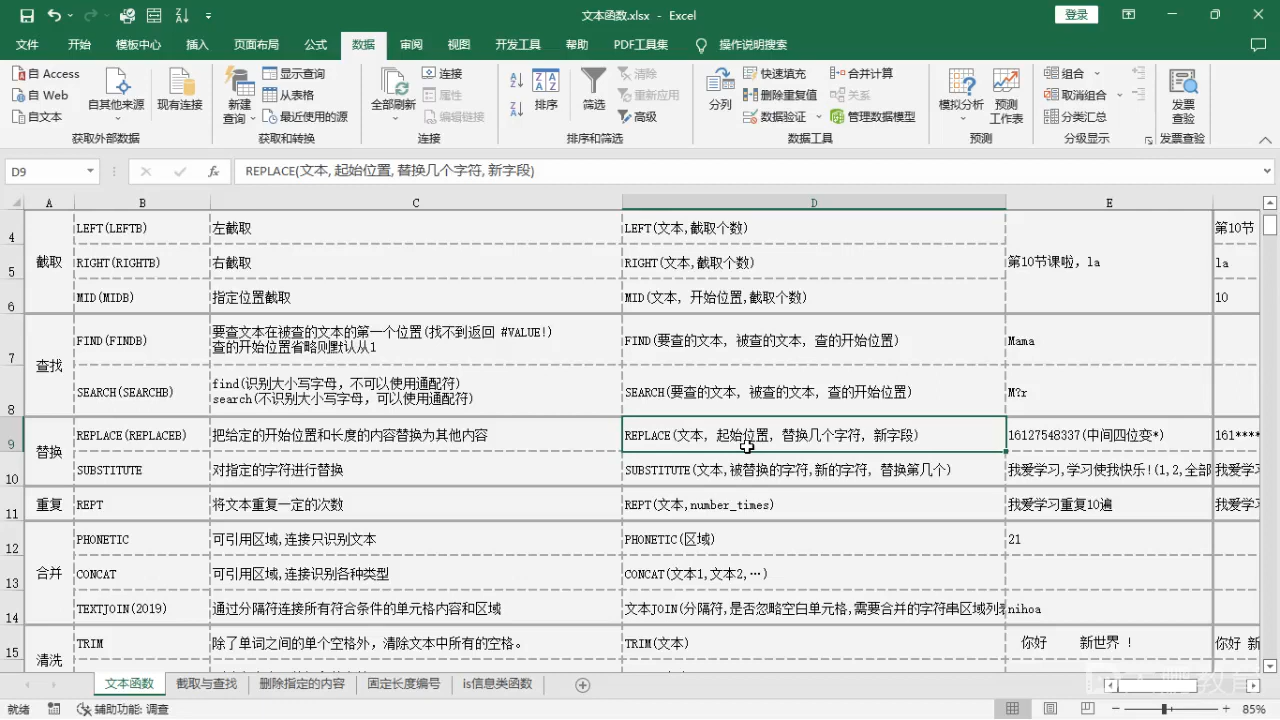 文本函数.xlsx - Excel
登录
文件 开始 模板中心 插入 页面布局 公式 数据 审阅 视图 开发工具 帮助 PDF工具集 操作说明搜索
自 Access
自 Web
自文本
自其他来源
现有连接
获取外部数据
新建
查询
显示查询
从表格
最近使用的源
获取和转换
全部刷新
连接
属性
编辑链接
连接
排序
筛选
清除
重新应用
高级
排序和筛选
分列
快速填充
删除重复值
数据验证
合并计算
关系
管理数据模型
数据工具
模拟分析
预测
工作表
预测
组合
取消组合
分类汇总
分级显示
发票
查验
发票查验
D9
fx
REPLACE(文本, 起始位置, 替换几个字符, 新字段)
A B C D E
4 LEFT(LEFTB) 左截取 LEFT(文本,截取个数) 第10节
截取
5 RIGHT(RIGHTB) 右截取 RIGHT(文本,截取个数) 第10节课啦，la la
6 MID(MIDB) 指定位置截取 MID(文本, 开始位置,截取个数) 10
查找
7 FIND(FINDB) 要查文本在被查的文本的第一个位置(找不到返回 #VALUE!)
查的开始位置省略则默认从1
FIND(要查的文本, 被查的文本, 查的开始位置) Mama
8 SEARCH(SEARCHB) find(识别大小写字母，不可以使用通配符)
search(不识别大小写字母，可以使用通配符)
SEARCH(要查的文本, 被查的文本, 查的开始位置) M?r
替换
9 REPLACE(REPLACEB) 把给定的开始位置和长度的内容替换为其他内容 REPLACE(文本, 起始位置, 替换几个字符, 新字段) 16127548337(中间四位变*) 161****
10 SUBSTITUTE 对指定的字符进行替换 SUBSTITUTE(文本,被替换的字符,新的字符, 替换第几个) 我爱学习,学习使我快乐!(1,2,全部 我爱学习
11 重复 REPT 将文本重复一定的次数 REPT(文本,number_times) 我爱学习重复10遍 我爱学习
合并
12 PHONETIC 可引用区域,连接只识别文本 PHONETIC(区域) 21
13 CONCAT 可引用区域,连接识别各种类型 CONCAT(文本1,文本2,…)
14 TEXTJOIN(2019) 通过分隔符连接所有符合条件的单元格内容和区域 文本JOIN(分隔符,是否忽略空白单元格,需要合并的字符串区域列 nihoa
清洗
15 TRIM 除了单词之间的单个空格外，清除文本中所有的空格。 TRIM(文本) 你好 新世界 ! 你好 新
文本函数 截取与查找 删除指定的内容 固定长度编号 is信息类函数
就绪 辅助功能: 调查 85%